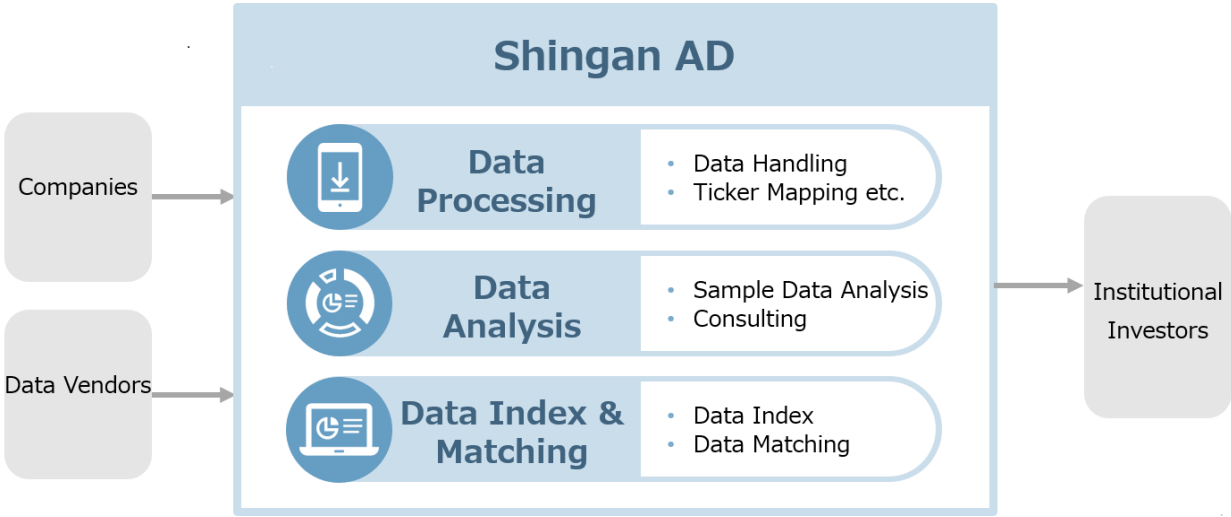 Shingan AD
Companies
Data Vendors
Data
Processing
• Data Handling
• Ticker Mapping etc.
Data
Analysis
• Sample Data Analysis
• Consulting
Data Index &
Matching
• Data Index
• Data Matching
Institutional
Investors